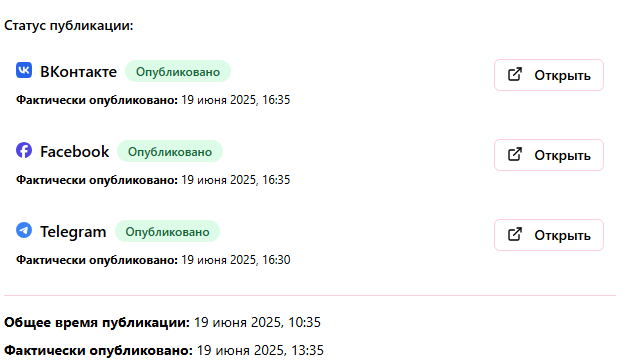 Статус публикации:
ВКонтакте Опубликовано Открыть
Фактически опубликовано: 19 июня 2025, 16:35
Facebook Опубликовано Открыть
Фактически опубликовано: 19 июня 2025, 16:35
Telegram Опубликовано Открыть
Фактически опубликовано: 19 июня 2025, 16:30
Общее время публикации: 19 июня 2025, 10:35
Фактически опубликовано: 19 июня 2025, 13:35